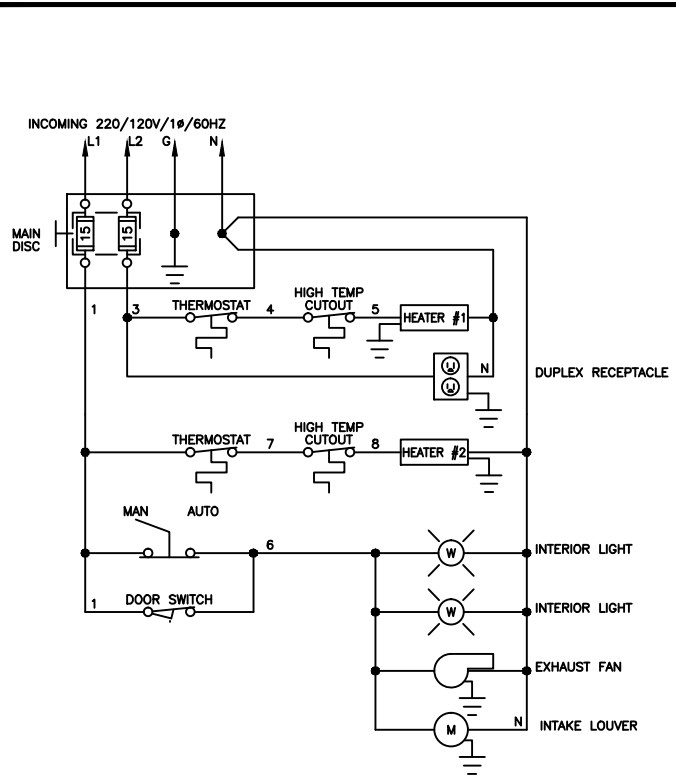 INCOMING 220/120V/1ø/60HZ
L1 L2 G N
MAIN
DISC
15 15
1 3 THERMOSTAT 4 HIGH TEMP
CUTOUT 5 HEATER #1
N DUPLEX RECEPTACLE
THERMOSTAT 7 HIGH TEMP
CUTOUT 8 HEATER #2
MAN AUTO
6 W INTERIOR LIGHT
1 DOOR SWITCH W INTERIOR LIGHT
EXHAUST FAN
M N INTAKE LOUVER